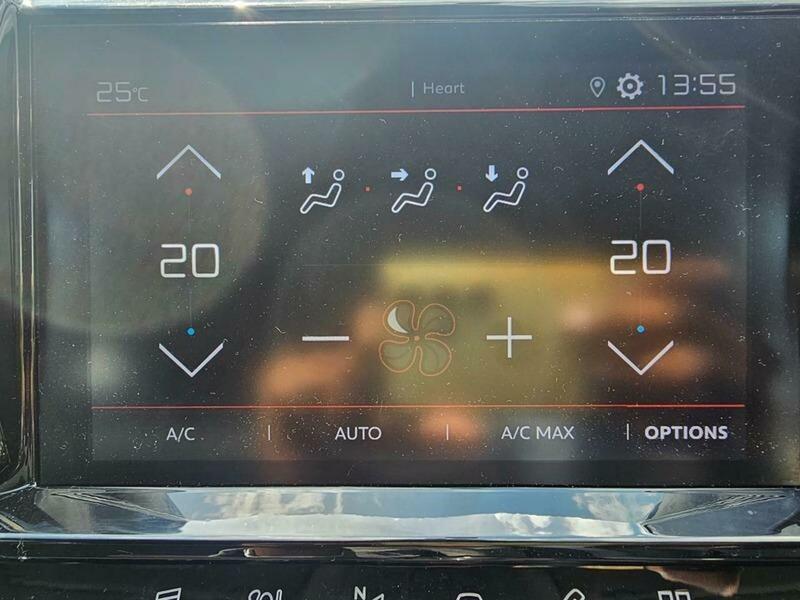 25°C | Heart 13:55
20 20
A/C | AUTO | A/C MAX | OPTIONS
N